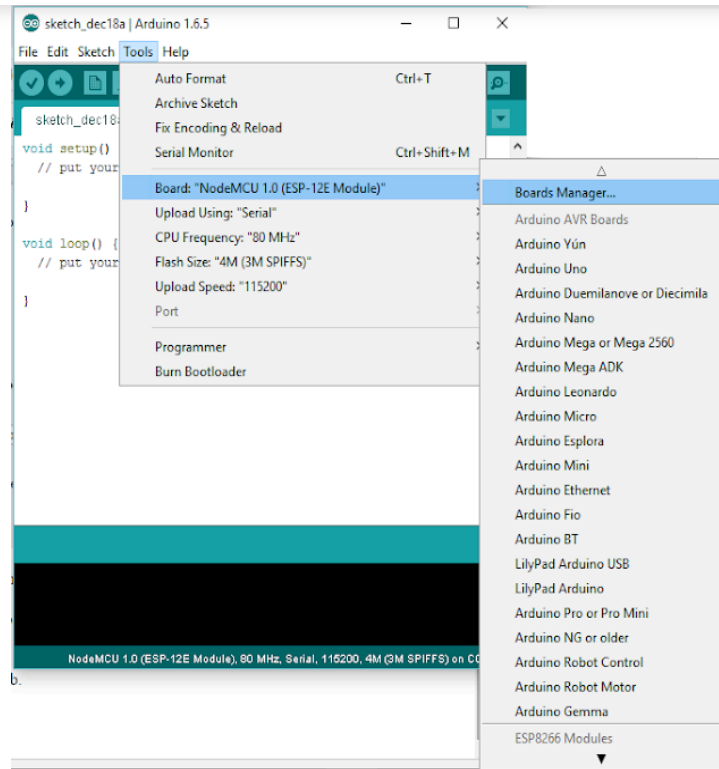 sketch_dec18a | Arduino 1.6.5
File Edit Sketch Tools Help
sketch_dec18
void setup()
// put your
}
void loop() {
// put your
}
Auto Format Ctrl+T
Archive Sketch
Fix Encoding & Reload
Serial Monitor Ctrl+Shift+M
Board: "NodeMCU 1.0 (ESP-12E Module)"
Upload Using: "Serial"
CPU Frequency: "80 MHz"
Flash Size: "4M (3M SPIFFS)"
Upload Speed: "115200"
Port
Programmer
Burn Bootloader
Boards Manager...
Arduino AVR Boards
Arduino Yún
Arduino Uno
Arduino Duemilanove or Diecimila
Arduino Nano
Arduino Mega or Mega 2560
Arduino Mega ADK
Arduino Leonardo
Arduino Micro
Arduino Esplora
Arduino Mini
Arduino Ethernet
Arduino Fio
Arduino BT
LilyPad Arduino USB
LilyPad Arduino
Arduino Pro or Pro Mini
Arduino NG or older
Arduino Robot Control
Arduino Robot Motor
Arduino Gemma
ESP8266 Modules
NodeMCU 1.0 (ESP-12E Module), 80 MHz, Serial, 115200, 4M (3M SPIFFS) on CO
b.